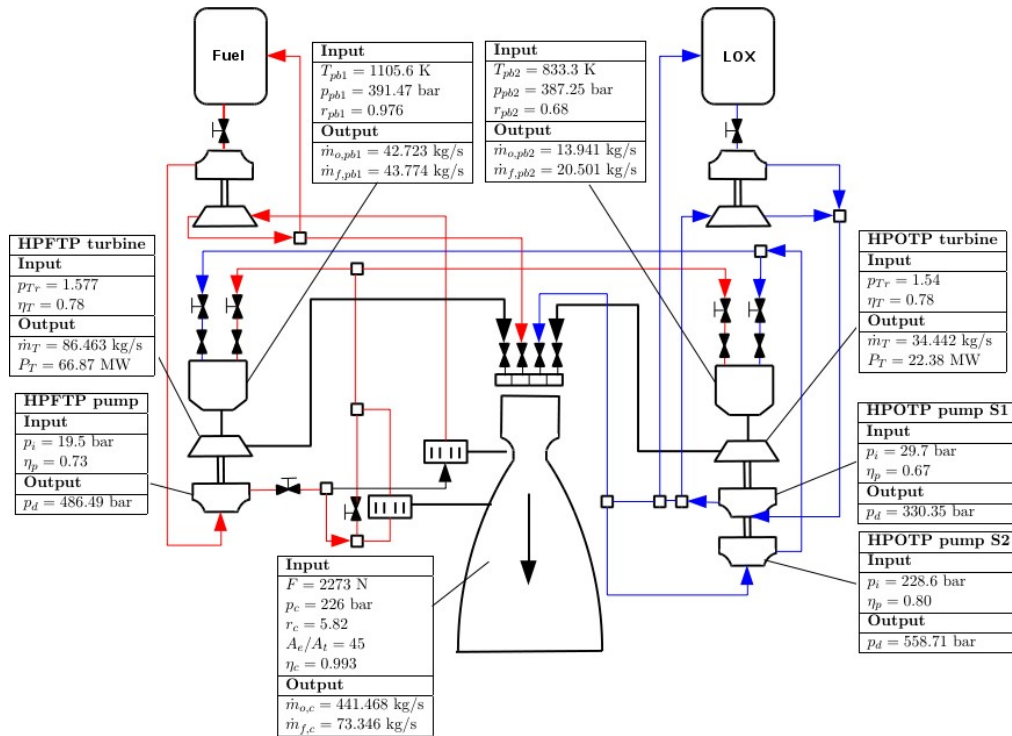 Fuel
LOX
Input
T_pb1 = 1105.6 K
p_pb1 = 391.47 bar
r_pb1 = 0.976
Output
ṁ_o,pb1 = 42.723 kg/s
ṁ_f,pb1 = 43.774 kg/s
Input
T_pb2 = 833.3 K
p_pb2 = 387.25 bar
r_pb2 = 0.68
Output
ṁ_o,pb2 = 13.941 kg/s
ṁ_f,pb2 = 20.501 kg/s
HPFTP turbine
Input
p_Tr = 1.577
η_T = 0.78
Output
ṁ_T = 86.463 kg/s
P_T = 66.87 MW
HPOTP turbine
Input
p_Tr = 1.54
η_T = 0.78
Output
ṁ_T = 34.442 kg/s
P_T = 22.38 MW
HPFTP pump
Input
p_i = 19.5 bar
η_p = 0.73
Output
p_d = 486.49 bar
HPOTP pump S1
Input
p_i = 29.7 bar
η_p = 0.67
Output
p_d = 330.35 bar
HPOTP pump S2
Input
p_i = 228.6 bar
η_p = 0.80
Output
p_d = 558.71 bar
Input
F = 2273 N
p_c = 226 bar
r_c = 5.82
A_e/A_t = 45
η_c = 0.993
Output
ṁ_o,c = 441.468 kg/s
ṁ_f,c = 73.346 kg/s